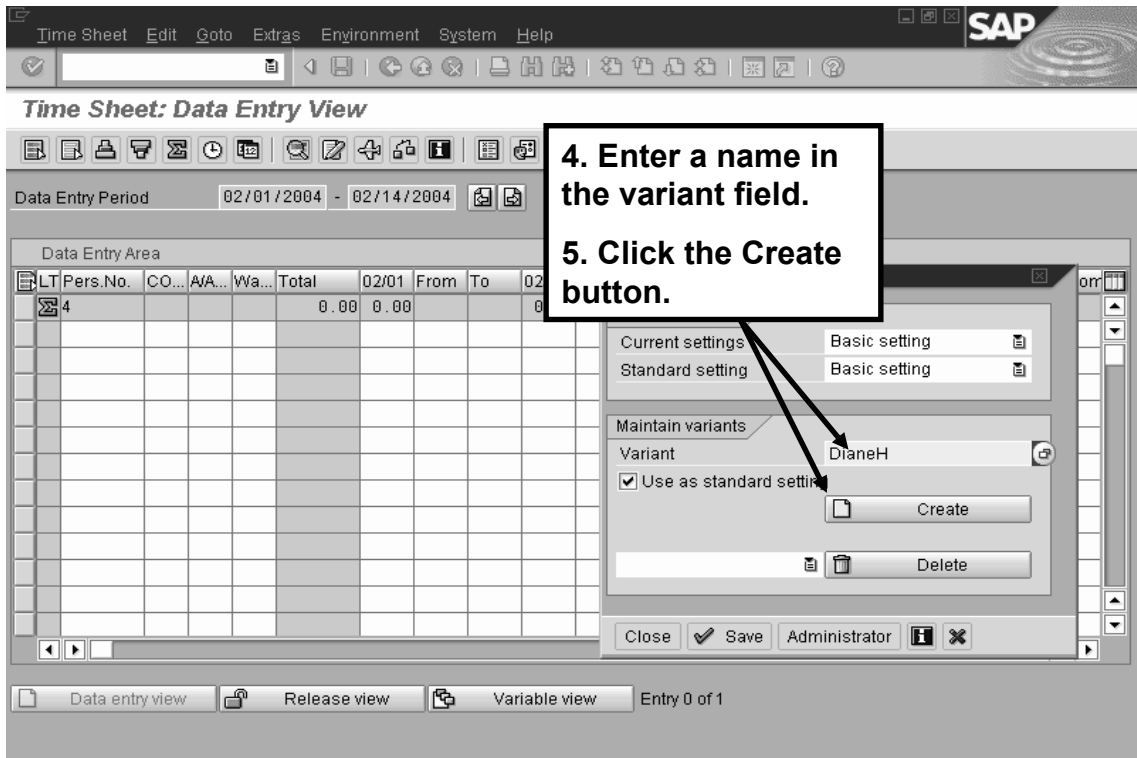 Time Sheet Edit Goto Extras Environment System Help
SAP
Time Sheet: Data Entry View
4. Enter a name in
the variant field.
5. Click the Create
button.
Data Entry Period 02/01/2004 - 02/14/2004
Data Entry Area
LT Pers.No. CO... A/A... Wa... Total 02/01 From To 02
4 0.00 0.00 0
Current settings Basic setting
Standard setting Basic setting
Maintain variants
Variant DianeH
Use as standard setting
Create
Delete
Close Save Administrator
Data entry view Release view Variable view Entry 0 of 1